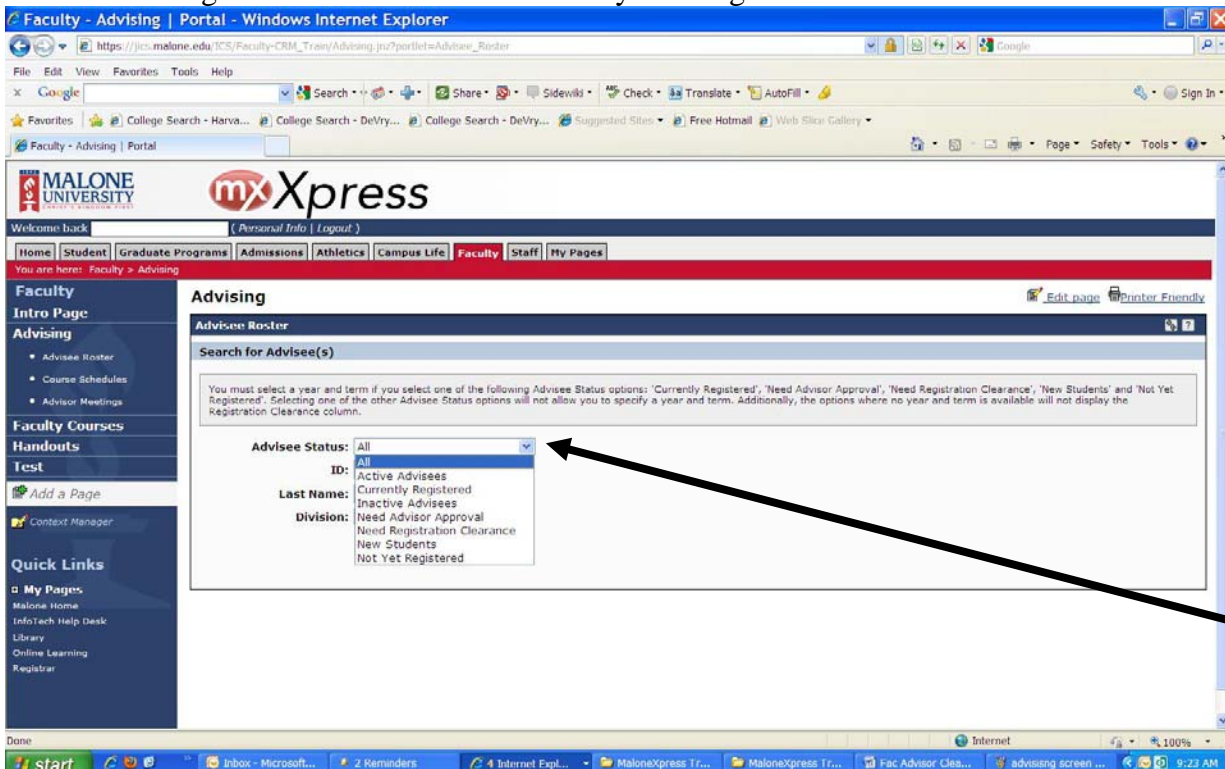 Faculty - Advising | Portal - Windows Internet Explorer
https://jics.malone.edu/ICS/Faculty-CRM_Train/Advising.jnz?portlet=Advisee_Roster
Google
File Edit View Favorites Tools Help
x Google Search Share Sidewiki Check Translate AutoFill Sign In
Favorites College Search - Harva... College Search - DeVry... College Search - DeVry... Suggested Sites Free Hotmail Web Slice Gallery
Faculty - Advising | Portal Page Safety Tools
MALONE
UNIVERSITY
mxXpress
Welcome back ( Personal Info | Logout )
Home Student Graduate Programs Admissions Athletics Campus Life Faculty Staff My Pages
You are here: Faculty > Advising
Faculty
Intro Page
Advising
Advisee Roster
Course Schedules
Advisor Meetings
Faculty Courses
Handouts
Test
Add a Page
Context Manager
Quick Links
My Pages
Malone Home
InfoTech Help Desk
Library
Online Learning
Registrar
Advising
Edit page Printer Friendly
Advisee Roster
Search for Advisee(s)
You must select a year and term if you select one of the following Advisee Status options: 'Currently Registered', 'Need Advisor Approval', 'Need Registration Clearance', 'New Students' and 'Not Yet
Registered'. Selecting one of the other Advisee Status options will not allow you to specify a year and term. Additionally, the options where no year and term is available will not display the
Registration Clearance column.
Advisee Status: All
ID:
Last Name:
Division:
All
Active Advisees
Currently Registered
Inactive Advisees
Need Advisor Approval
Need Registration Clearance
New Students
Not Yet Registered
Done Internet 100%
start Inbox - Microsoft... 2 Reminders 4 Internet Expl... MaloneXpress Tr... MaloneXpress Tr... Fac Advisor Clea... advisisng screen ... 9:23 AM